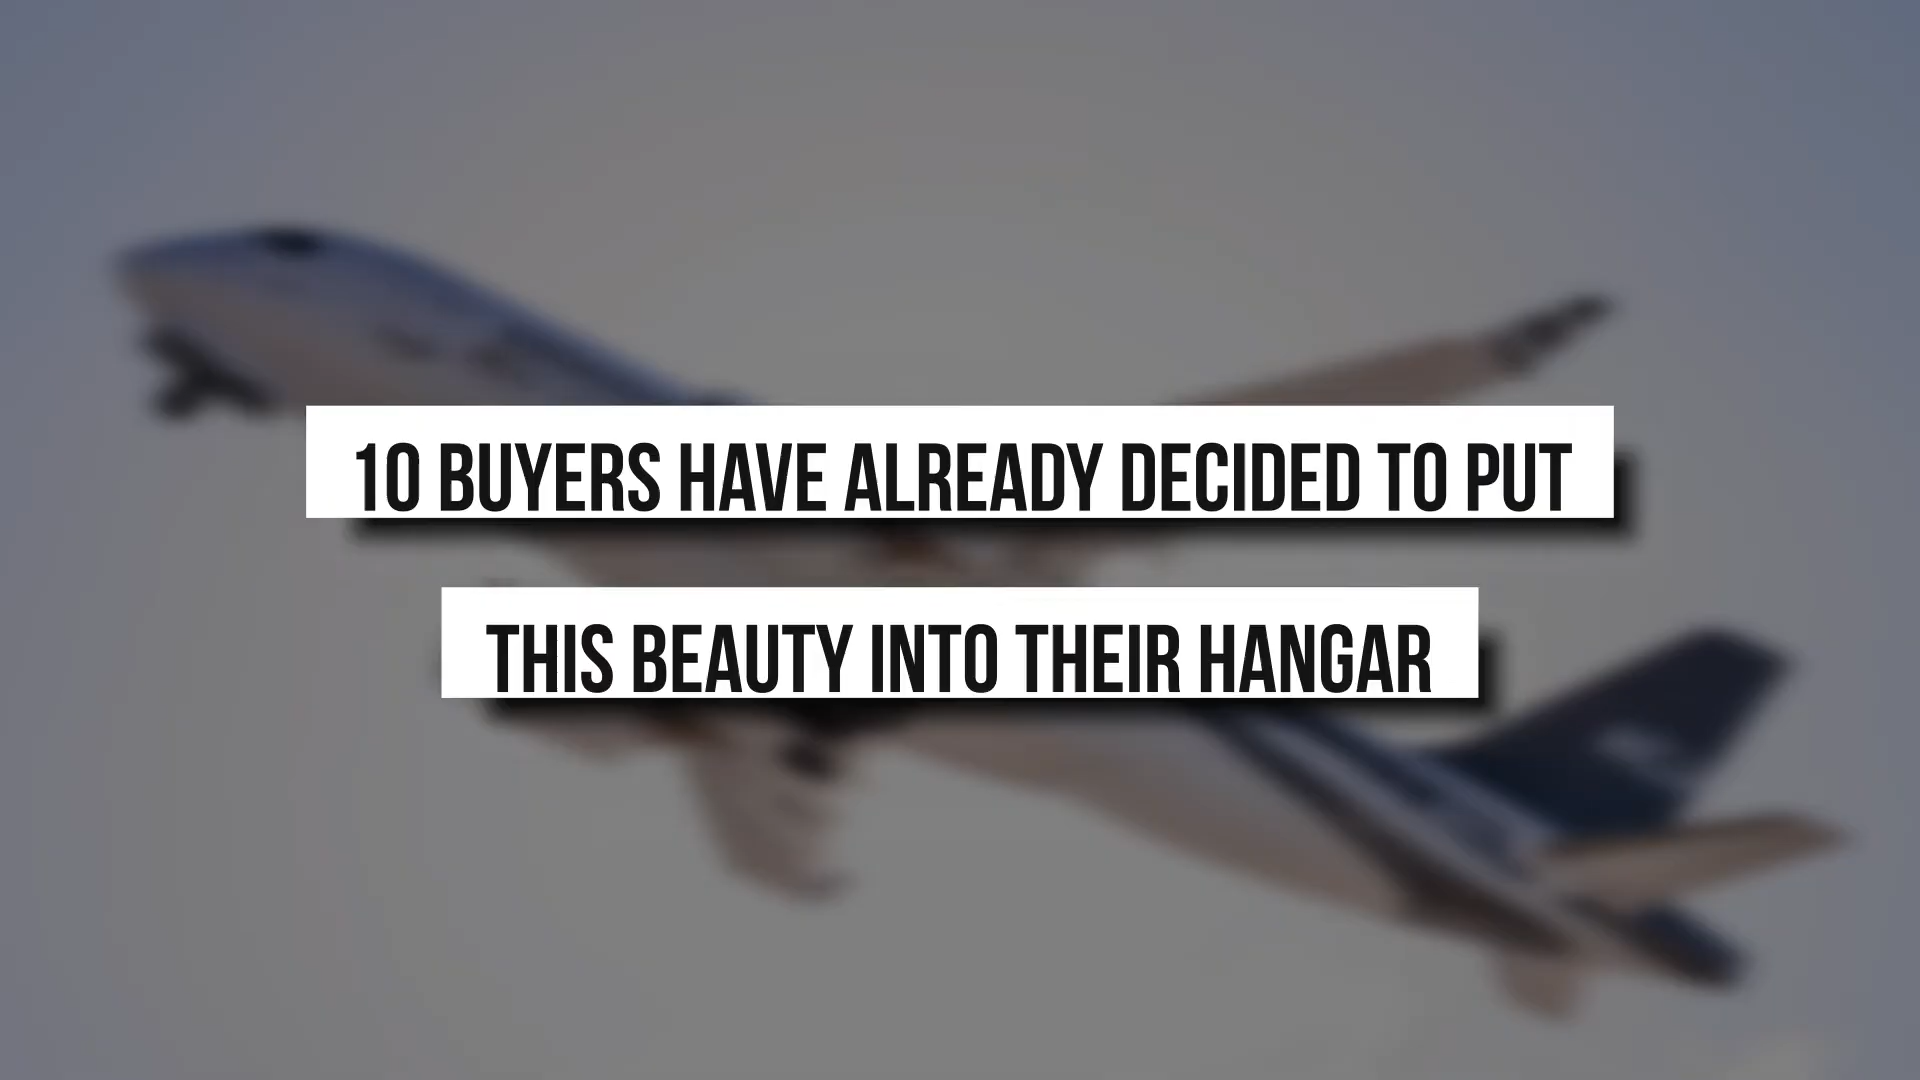 10 BUYERS HAVE ALREADY DECIDED TO PUT
THIS BEAUTY INTO THEIR HANGAR